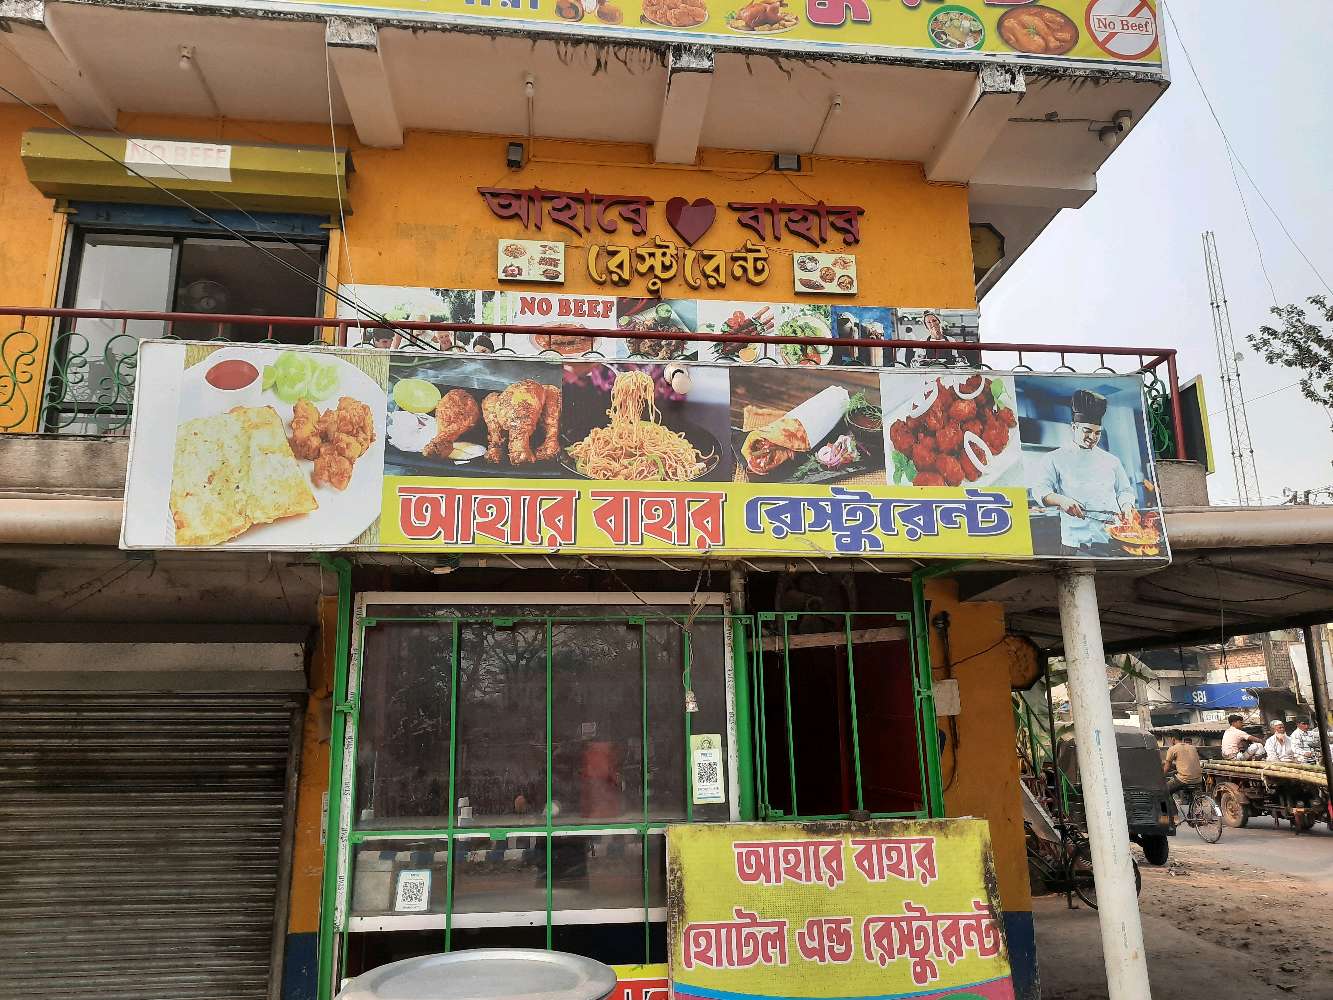 No Beef
NO BEEF
আহারে বাহার
রেস্টুরেন্ট
NO BEEF
আহারে বাহার রেস্টুরেন্ট
SBI
আহারে বাহার
হোটেল এন্ড রেস্টুরেন্ট